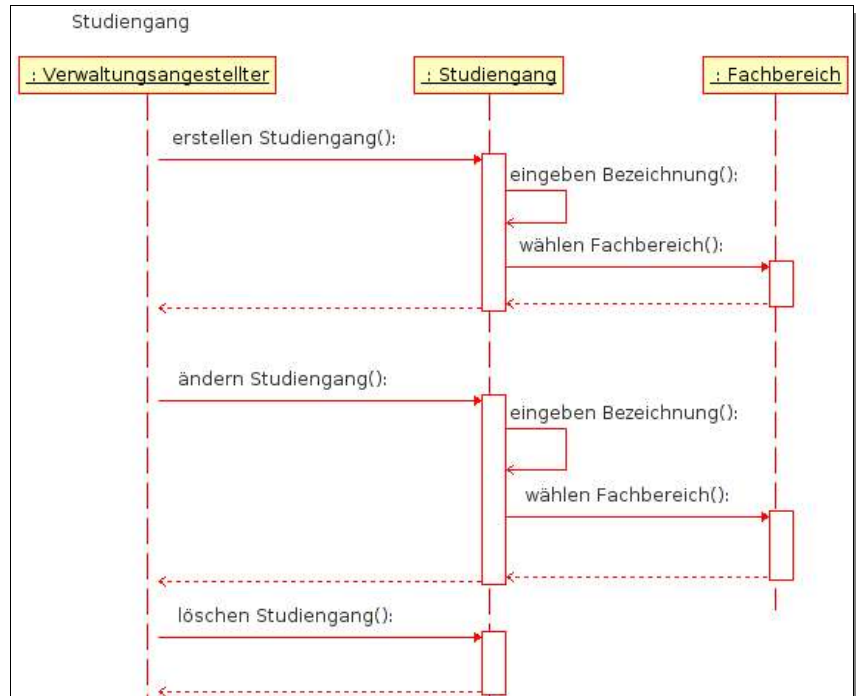 Studiengang
: Verwaltungsangestellter
: Studiengang
: Fachbereich
erstellen Studiengang():
eingeben Bezeichnung():
wählen Fachbereich():
ändern Studiengang():
eingeben Bezeichnung():
wählen Fachbereich():
löschen Studiengang():